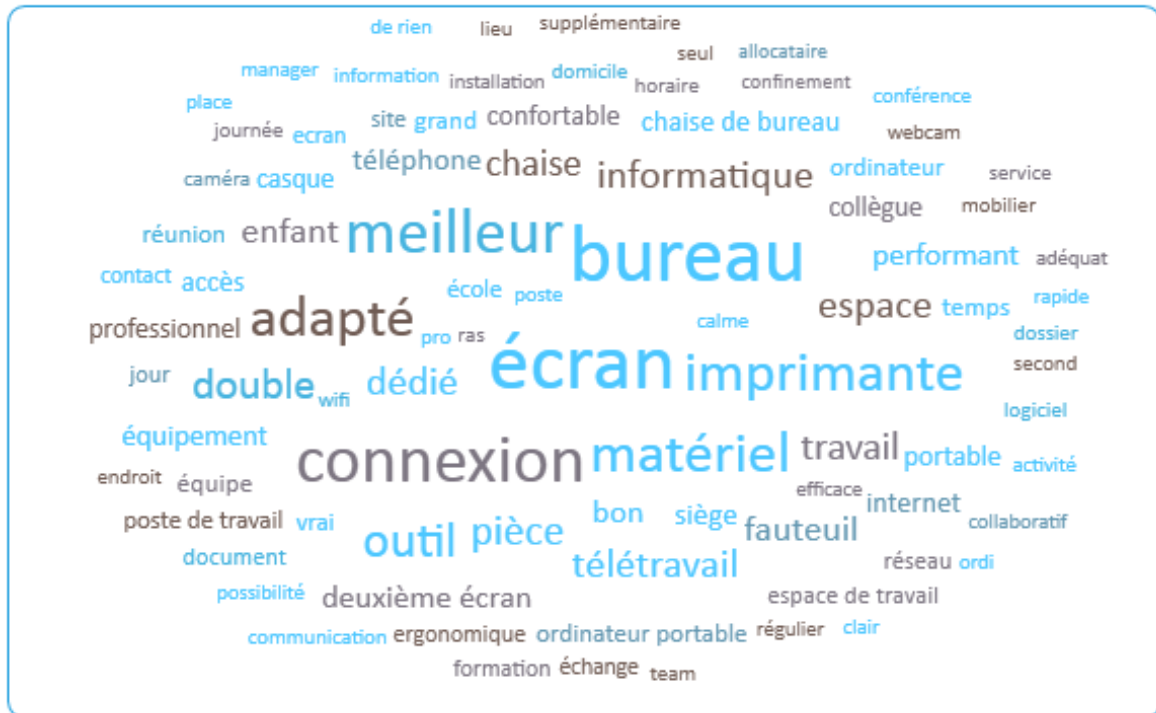 de rien lieu supplémentaire
seul allocataire
manager information installation domicile horaire confinement
place conférence
journée ecran site grand confortable chaise de bureau webcam
téléphone chaise informatique ordinateur service
caméra casque collègue mobilier
réunion enfant meilleur bureau performant adéquat
contact accès école poste espace temps rapide
professionnel adapté pro ras calme dossier
jour double wifi dédié écran imprimante second
logiciel
équipement connexion matériel travail portable activité
endroit équipe efficace internet
poste de travail vrai outil pièce bon siège fauteuil collaboratif
document télétravail réseau ordi
possibilité deuxième écran espace de travail
communication ergonomique ordinateur portable régulier clair
formation échange team